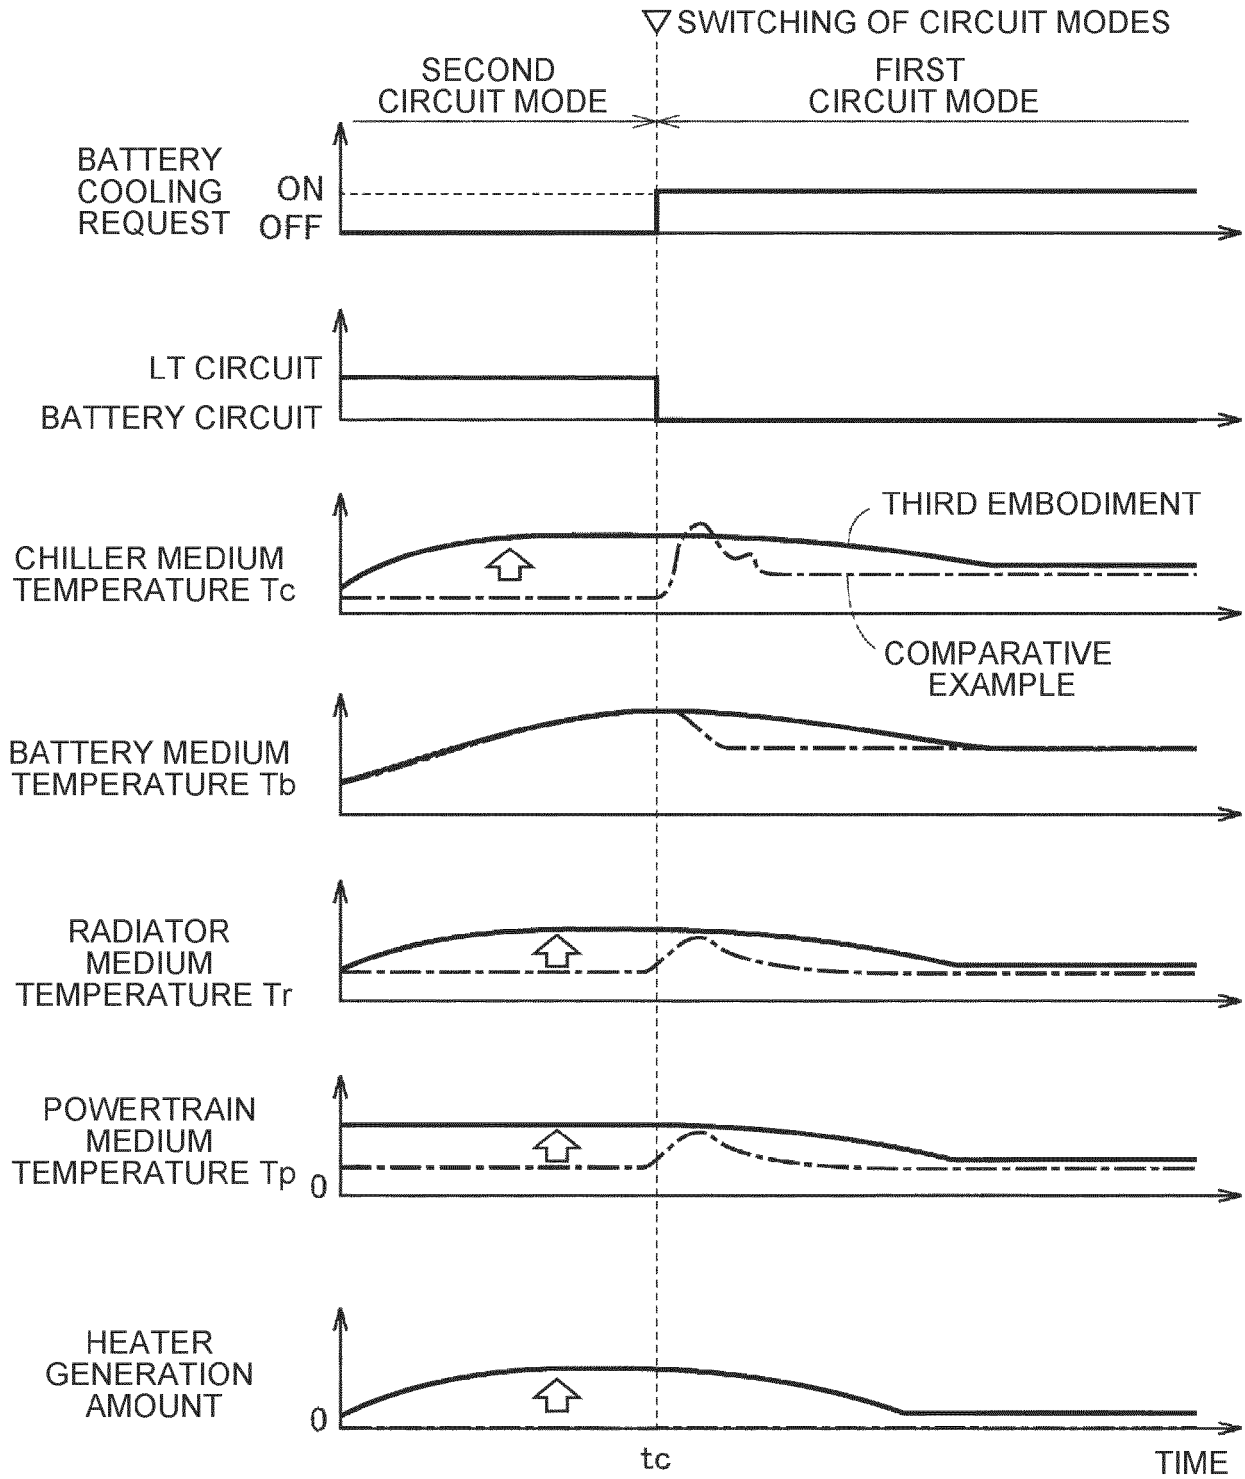 ▽ SWITCHING OF CIRCUIT MODES
SECOND
CIRCUIT MODE
FIRST
CIRCUIT MODE
BATTERY
COOLING
REQUEST
ON
OFF
LT CIRCUIT
BATTERY CIRCUIT
CHILLER MEDIUM
TEMPERATURE Tc
THIRD EMBODIMENT
COMPARATIVE
EXAMPLE
BATTERY MEDIUM
TEMPERATURE Tb
RADIATOR
MEDIUM
TEMPERATURE Tr
POWERTRAIN
MEDIUM
TEMPERATURE Tp
0
HEATER
GENERATION
AMOUNT
0
tc
TIME